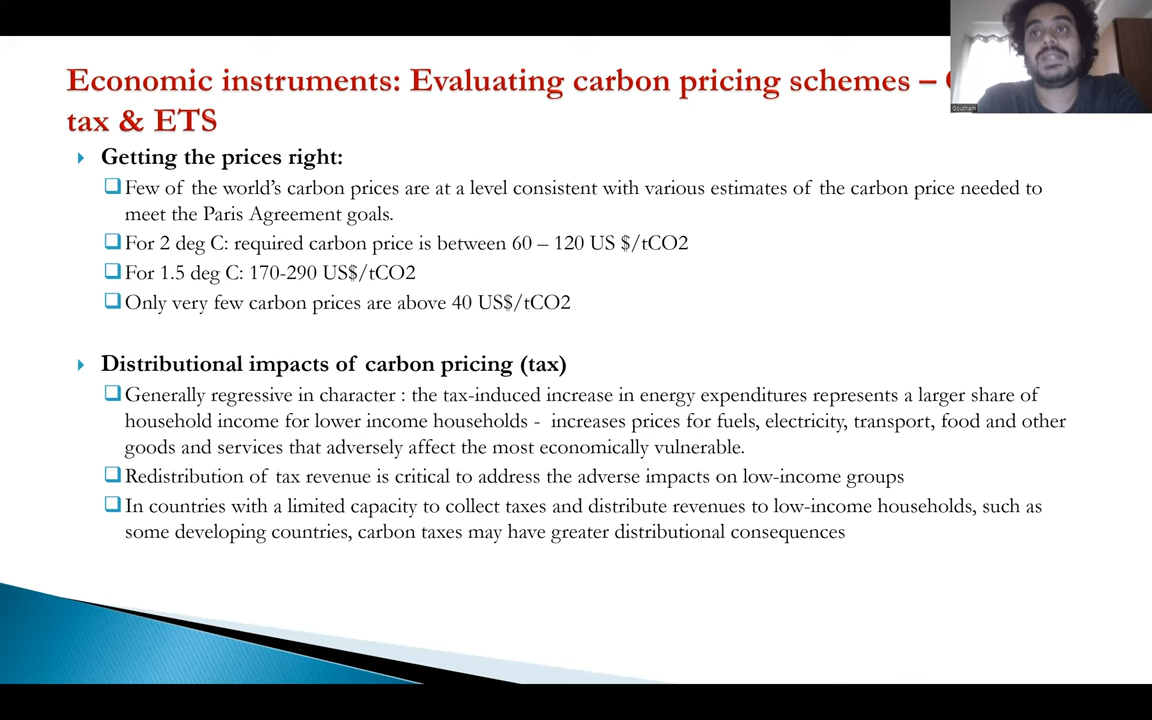 Economic instruments: Evaluating carbon pricing schemes –
tax & ETS
Getting the prices right:
Few of the world’s carbon prices are at a level consistent with various estimates of the carbon price needed to
meet the Paris Agreement goals.
For 2 deg C: required carbon price is between 60 – 120 US $/tCO2
For 1.5 deg C: 170-290 US$/tCO2
Only very few carbon prices are above 40 US$/tCO2
Distributional impacts of carbon pricing (tax)
Generally regressive in character : the tax-induced increase in energy expenditures represents a larger share of
household income for lower income households - increases prices for fuels, electricity, transport, food and other
goods and services that adversely affect the most economically vulnerable.
Redistribution of tax revenue is critical to address the adverse impacts on low-income groups
In countries with a limited capacity to collect taxes and distribute revenues to low-income households, such as
some developing countries, carbon taxes may have greater distributional consequences
Goutham